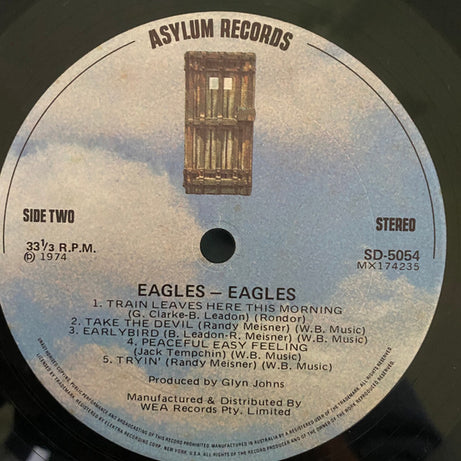 ASYLUM RECORDS
SIDE TWO
STEREO
33 1/3 R.P.M.
℗ 1974
SD-5054
MX174235
EAGLES – EAGLES
1. TRAIN LEAVES HERE THIS MORNING
(G. Clarke-B. Leadon) (Rondor)
2. TAKE THE DEVIL (Randy Meisner) (W.B. Music)
3. EARLYBIRD (B. Leadon-R. Meisner) (W.B. Music)
4. PEACEFUL EASY FEELING
(Jack Tempchin) (W.B. Music)
5. TRYIN' (Randy Meisner) (W.B. Music)
Produced by Glyn Johns
Manufactured & Distributed By
WEA Records Pty. Limited